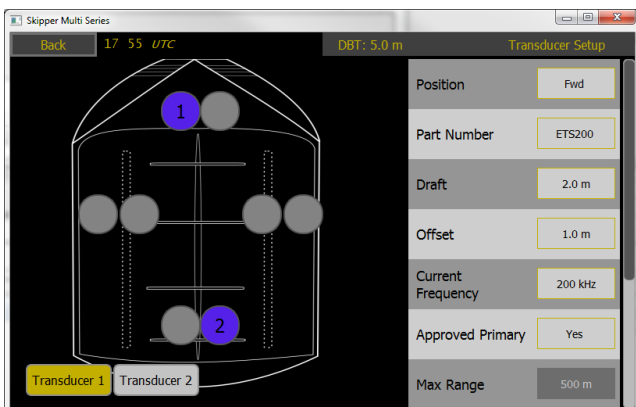 Skipper Multi Series
Back 17 55 UTC DBT: 5.0 m Transducer Setup
1
2
Transducer 1 Transducer 2
Position Fwd
Part Number ETS200
Draft 2.0 m
Offset 1.0 m
Current
Frequency 200 kHz
Approved Primary Yes
Max Range 500 m